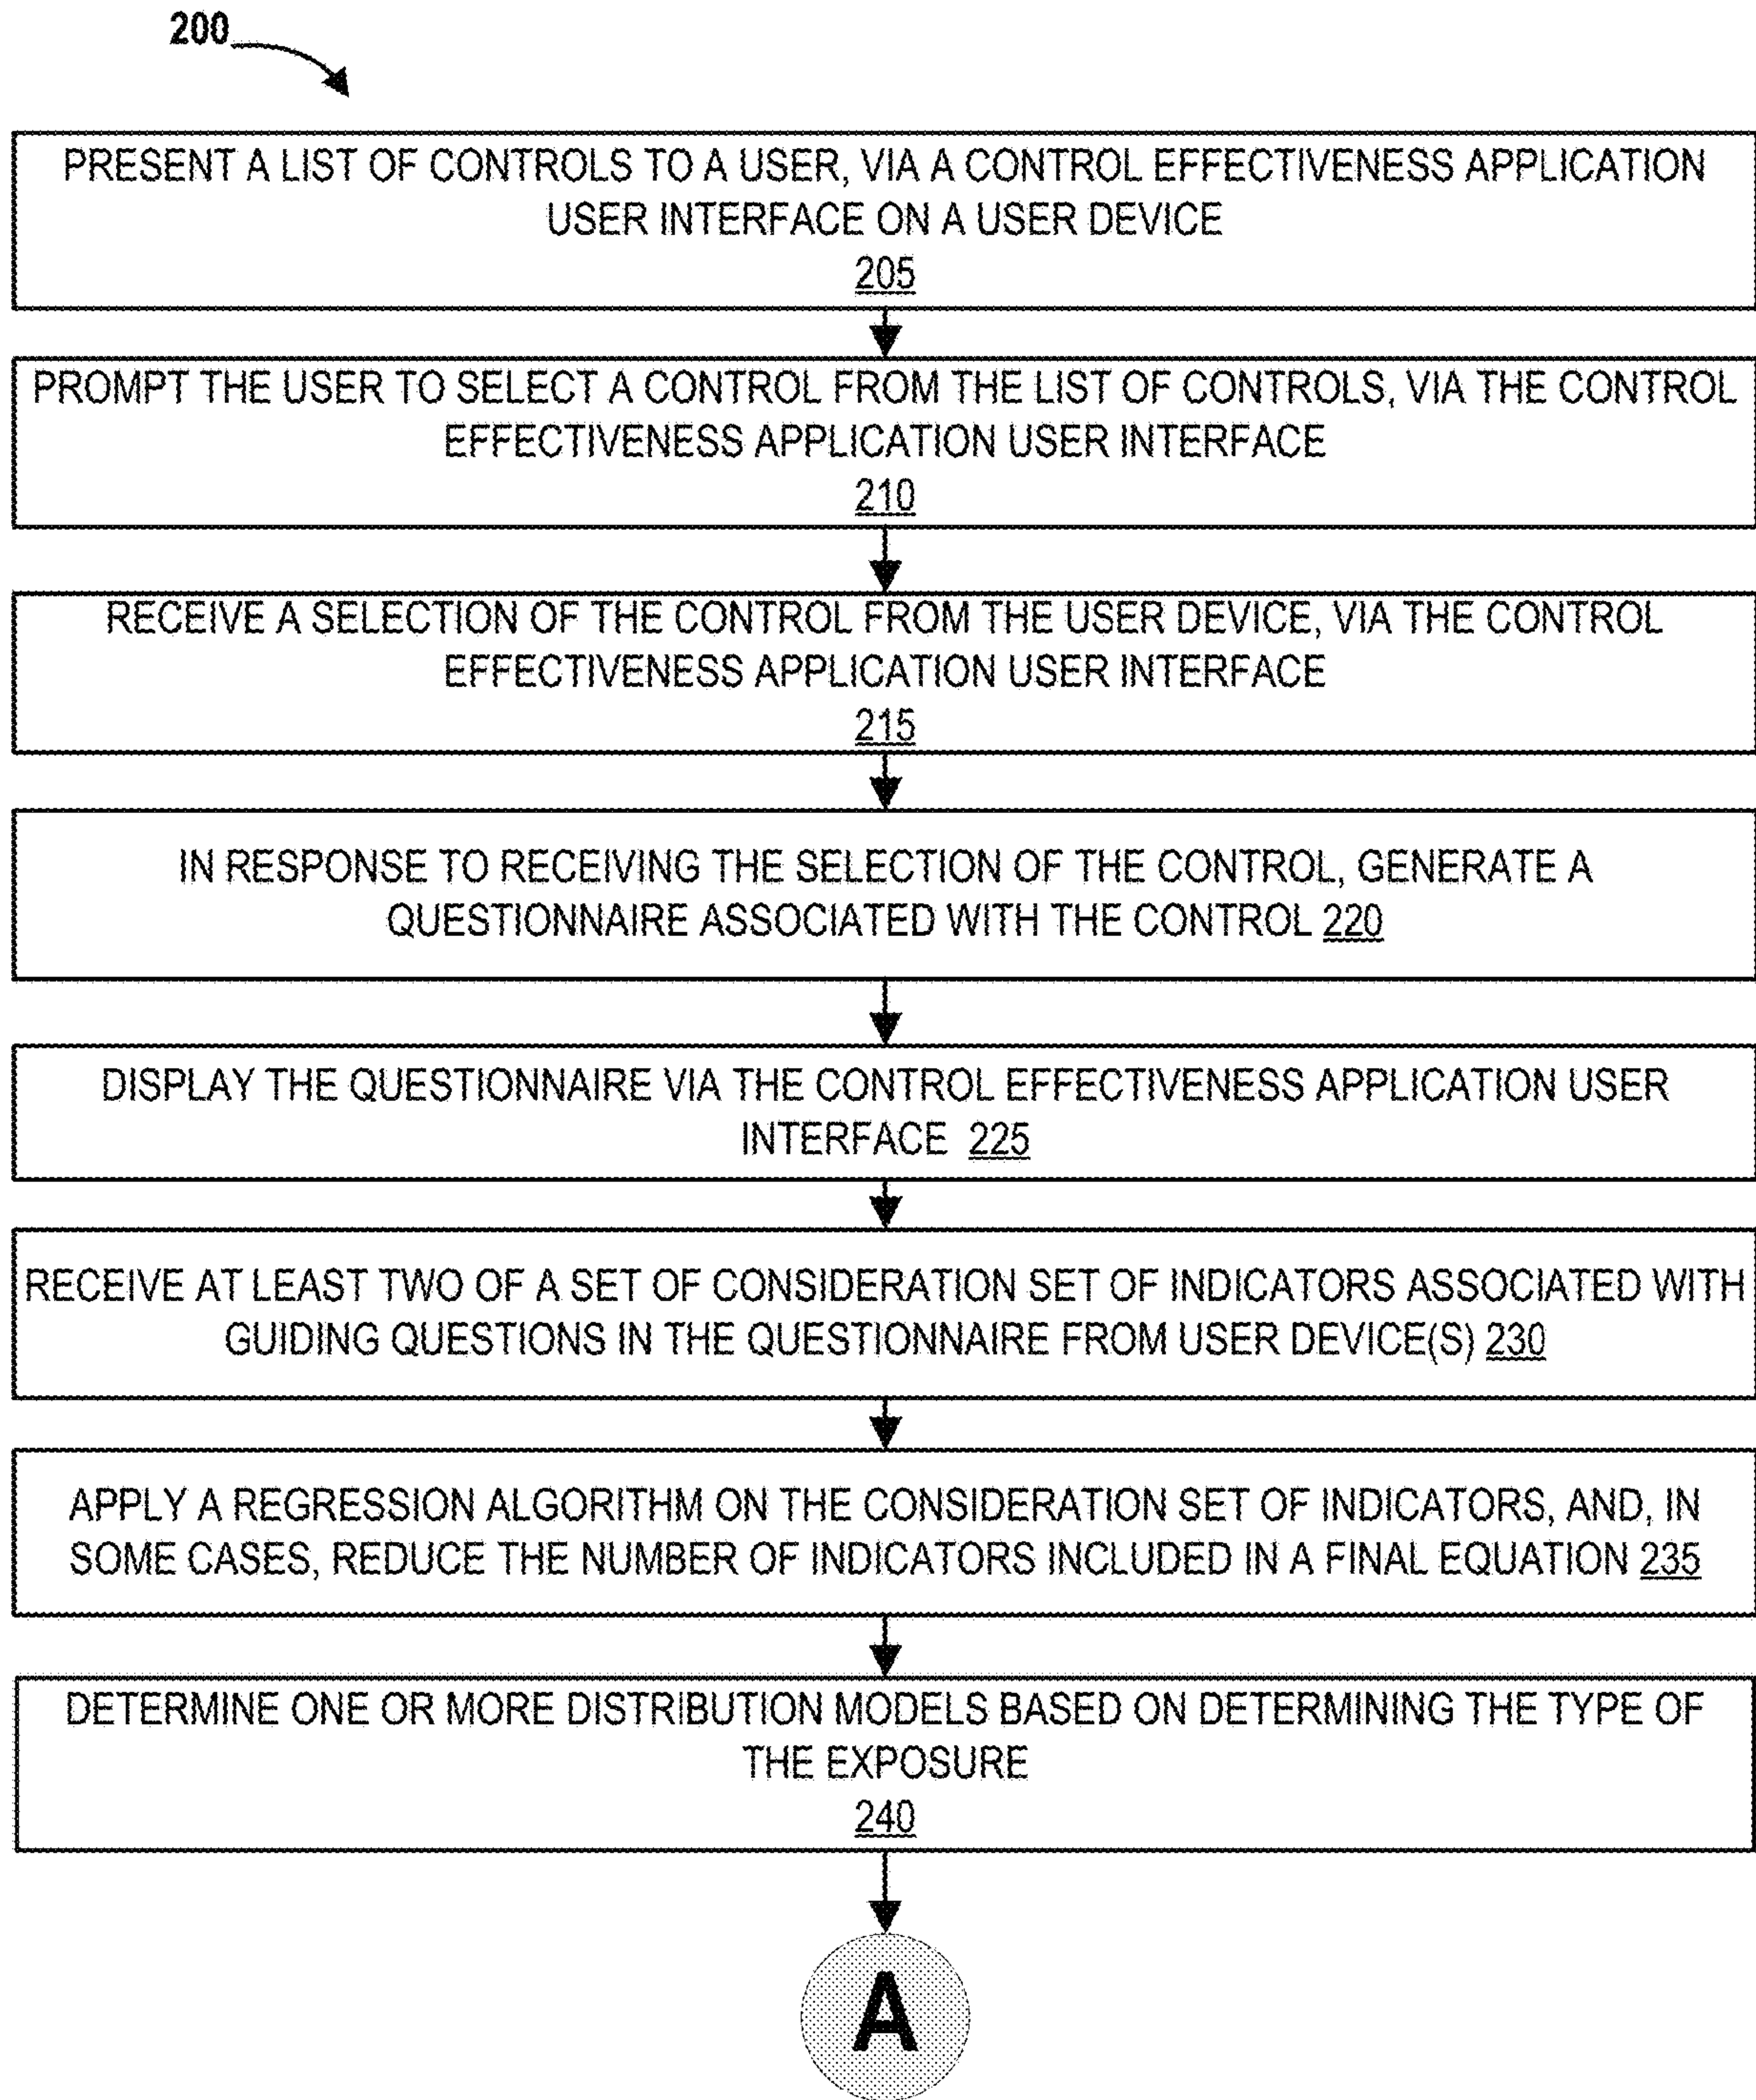 200
PRESENT A LIST OF CONTROLS TO A USER, VIA A CONTROL EFFECTIVENESS APPLICATION
USER INTERFACE ON A USER DEVICE
205
PROMPT THE USER TO SELECT A CONTROL FROM THE LIST OF CONTROLS, VIA THE CONTROL
EFFECTIVENESS APPLICATION USER INTERFACE
210
RECEIVE A SELECTION OF THE CONTROL FROM THE USER DEVICE, VIA THE CONTROL
EFFECTIVENESS APPLICATION USER INTERFACE
215
IN RESPONSE TO RECEIVING THE SELECTION OF THE CONTROL, GENERATE A
QUESTIONNAIRE ASSOCIATED WITH THE CONTROL 220
DISPLAY THE QUESTIONNAIRE VIA THE CONTROL EFFECTIVENESS APPLICATION USER
INTERFACE 225
RECEIVE AT LEAST TWO OF A SET OF CONSIDERATION SET OF INDICATORS ASSOCIATED WITH
GUIDING QUESTIONS IN THE QUESTIONNAIRE FROM USER DEVICE(S) 230
APPLY A REGRESSION ALGORITHM ON THE CONSIDERATION SET OF INDICATORS, AND, IN
SOME CASES, REDUCE THE NUMBER OF INDICATORS INCLUDED IN A FINAL EQUATION 235
DETERMINE ONE OR MORE DISTRIBUTION MODELS BASED ON DETERMINING THE TYPE OF
THE EXPOSURE
240
A